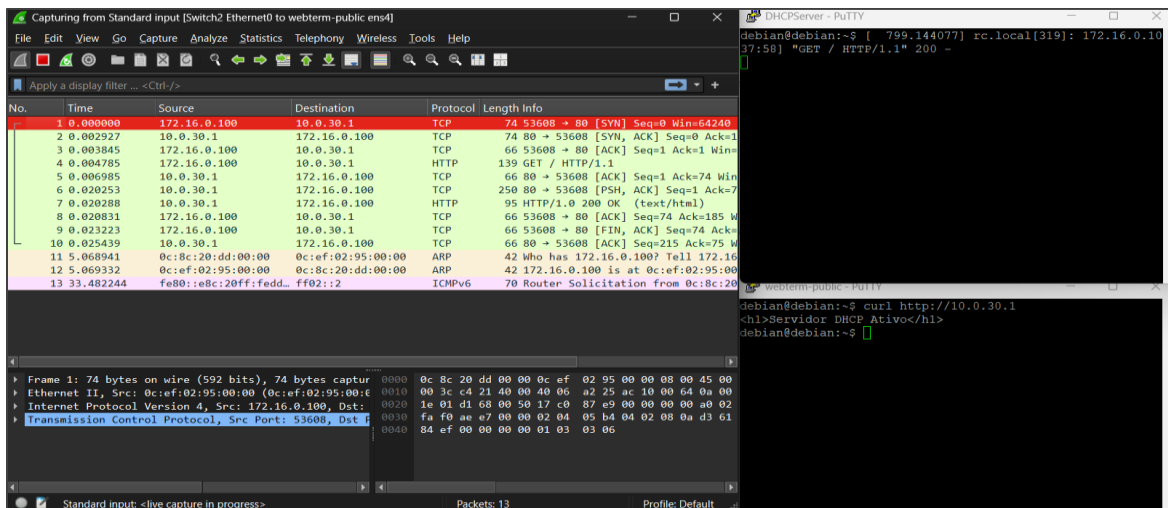 Capturing from Standard input [Switch2 Ethernet0 to webterm-public ens4]
File Edit View Go Capture Analyze Statistics Telephony Wireless Tools Help
Apply a display filter ... <Ctrl-/>
No. Time Source Destination Protocol Length Info
1 0.000000 172.16.0.100 10.0.30.1 TCP 74 53608 → 80 [SYN] Seq=0 Win=64240
2 0.002927 10.0.30.1 172.16.0.100 TCP 74 80 → 53608 [SYN, ACK] Seq=0 Ack=1
3 0.003845 172.16.0.100 10.0.30.1 TCP 66 53608 → 80 [ACK] Seq=1 Ack=1 Win=
4 0.004785 172.16.0.100 10.0.30.1 HTTP 139 GET / HTTP/1.1
5 0.006985 10.0.30.1 172.16.0.100 TCP 66 80 → 53608 [ACK] Seq=1 Ack=74 Win
6 0.020253 10.0.30.1 172.16.0.100 TCP 250 80 → 53608 [PSH, ACK] Seq=1 Ack=7
7 0.020288 10.0.30.1 172.16.0.100 HTTP 95 HTTP/1.0 200 OK (text/html)
8 0.020831 172.16.0.100 10.0.30.1 TCP 66 53608 → 80 [ACK] Seq=74 Ack=185 W
9 0.023223 172.16.0.100 10.0.30.1 TCP 66 53608 → 80 [FIN, ACK] Seq=74 Ack=
10 0.025439 10.0.30.1 172.16.0.100 TCP 66 80 → 53608 [ACK] Seq=215 Ack=75 W
11 5.068941 0c:8c:20:dd:00:00 0c:ef:02:95:00:00 ARP 42 Who has 172.16.0.100? Tell 172.16
12 5.069332 0c:ef:02:95:00:00 0c:8c:20:dd:00:00 ARP 42 172.16.0.100 is at 0c:ef:02:95:00
13 33.482244 fe80::e8c:20ff:fedd… ff02::2 ICMPv6 70 Router Solicitation from 0c:8c:20
Frame 1: 74 bytes on wire (592 bits), 74 bytes captur
Ethernet II, Src: 0c:ef:02:95:00:00 (0c:ef:02:95:00:0
Internet Protocol Version 4, Src: 172.16.0.100, Dst:
Transmission Control Protocol, Src Port: 53608, Dst P
0000 0c 8c 20 dd 00 00 0c ef 02 95 00 00 08 00 45 00
0010 00 3c c4 21 40 00 40 06 a2 25 ac 10 00 64 0a 00
0020 1e 01 d1 68 00 50 17 c0 87 e9 00 00 00 00 a0 02
0030 fa f0 ae e7 00 00 02 04 05 b4 04 02 08 0a d3 61
0040 84 ef 00 00 00 00 01 03 03 06
Standard input: <live capture in progress>
Packets: 13
Profile: Default
DHCPServer - PuTTY
debian@debian:~$ [ 799.144077] rc.local[319]: 172.16.0.10
37:58] "GET / HTTP/1.1" 200 -
webterm-public - PuTTY
debian@debian:~$ curl http://10.0.30.1
<h1>Servidor DHCP Ativo</h1>
debian@debian:~$